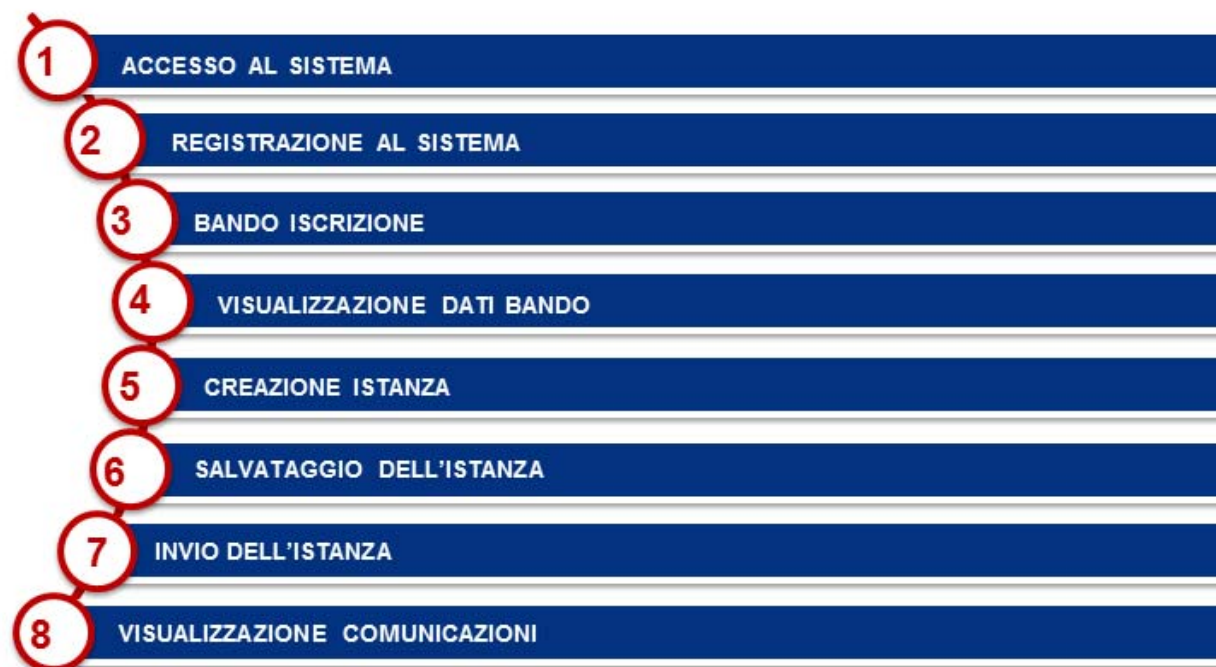 1 ACCESSO AL SISTEMA
2 REGISTRAZIONE AL SISTEMA
3 BANDO ISCRIZIONE
4 VISUALIZZAZIONE DATI BANDO
5 CREAZIONE ISTANZA
6 SALVATAGGIO DELL'ISTANZA
7 INVIO DELL'ISTANZA
8 VISUALIZZAZIONE COMUNICAZIONI